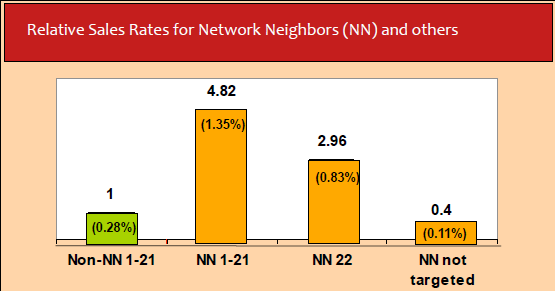 Relative Sales Rates for Network Neighbors (NN) and others
4.82
(1.35%)
2.96
(0.83%)
1
(0.28%)
0.4
(0.11%)
Non-NN 1-21
NN 1-21
NN 22
NN not
targeted